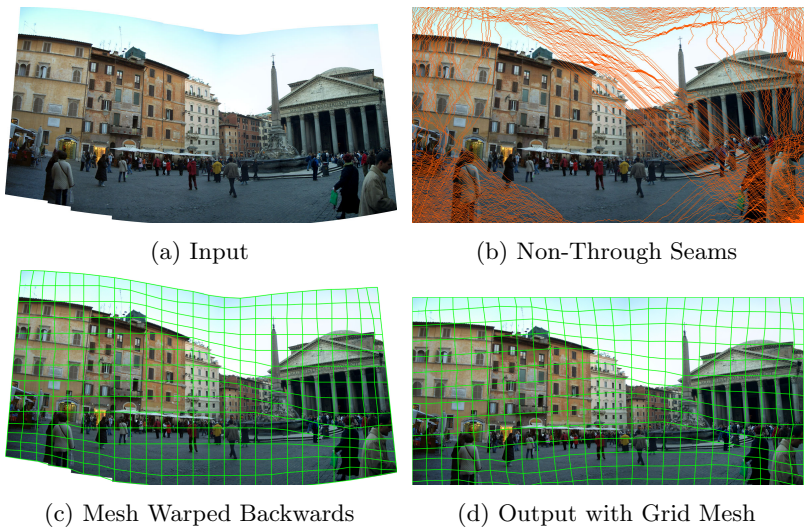 (a) Input
(b) Non-Through Seams
(c) Mesh Warped Backwards
(d) Output with Grid Mesh